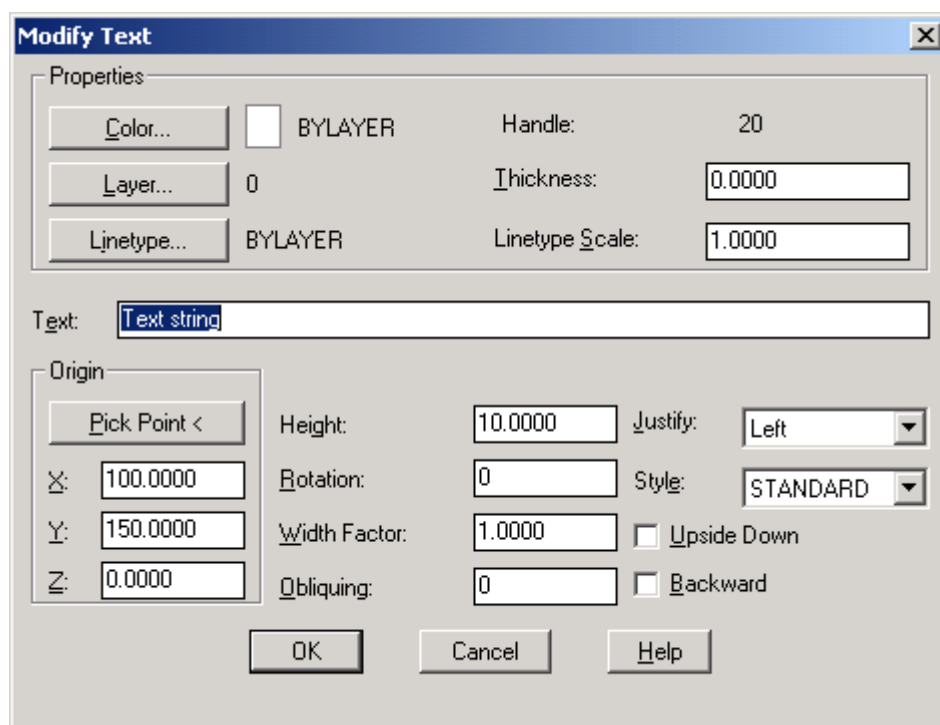 Modify Text
Properties
Color... BYLAYER Handle: 20
Layer... 0 Thickness: 0.0000
Linetype... BYLAYER Linetype Scale: 1.0000
Text: Text string
Origin
Pick Point < Height: 10.0000 Justify: Left
X: 100.0000 Rotation: 0 Style: STANDARD
Y: 150.0000 Width Factor: 1.0000 Upside Down
Z: 0.0000 Obliquing: 0 Backward
OK Cancel Help